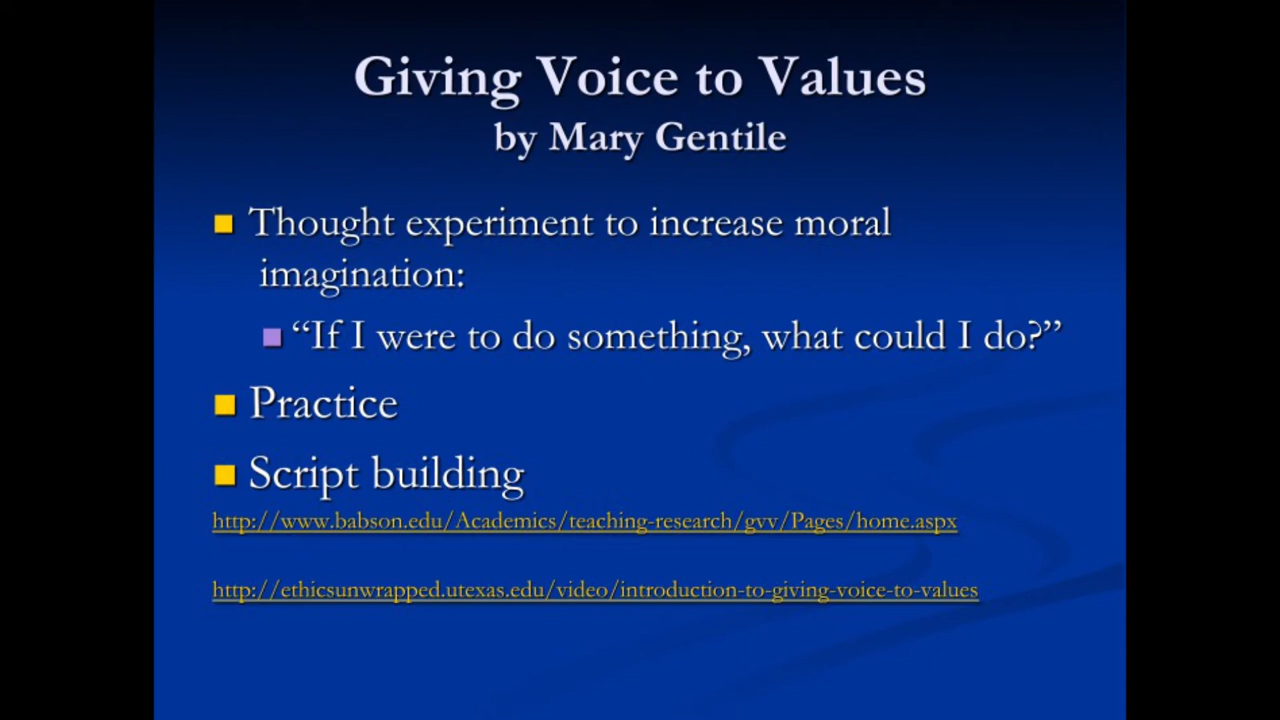 Giving Voice to Values
by Mary Gentile
Thought experiment to increase moral
imagination:
“If I were to do something, what could I do?”
Practice
Script building
http://www.babson.edu/Academics/teaching-research/gvv/Pages/home.aspx
http://ethicsunwrapped.utexas.edu/video/introduction-to-giving-voice-to-values